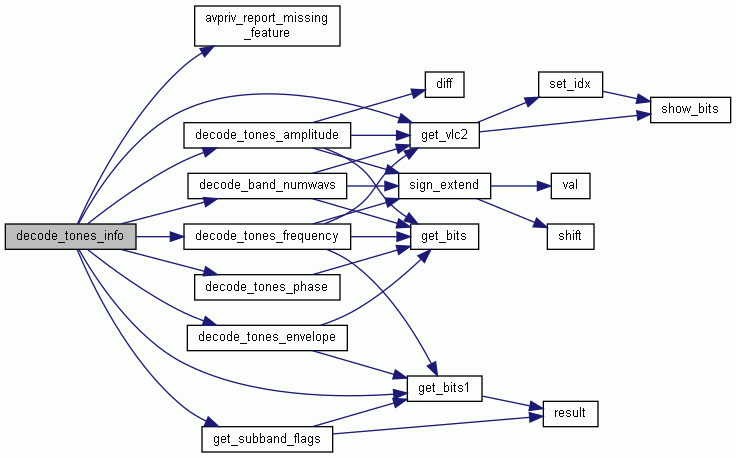 avpriv_report_missing
_feature
diff
set_idx
show_bits
decode_tones_amplitude
get_vlc2
decode_band_numwavs
sign_extend
val
decode_tones_info
decode_tones_frequency
get_bits
shift
decode_tones_phase
decode_tones_envelope
get_bits1
result
get_subband_flags